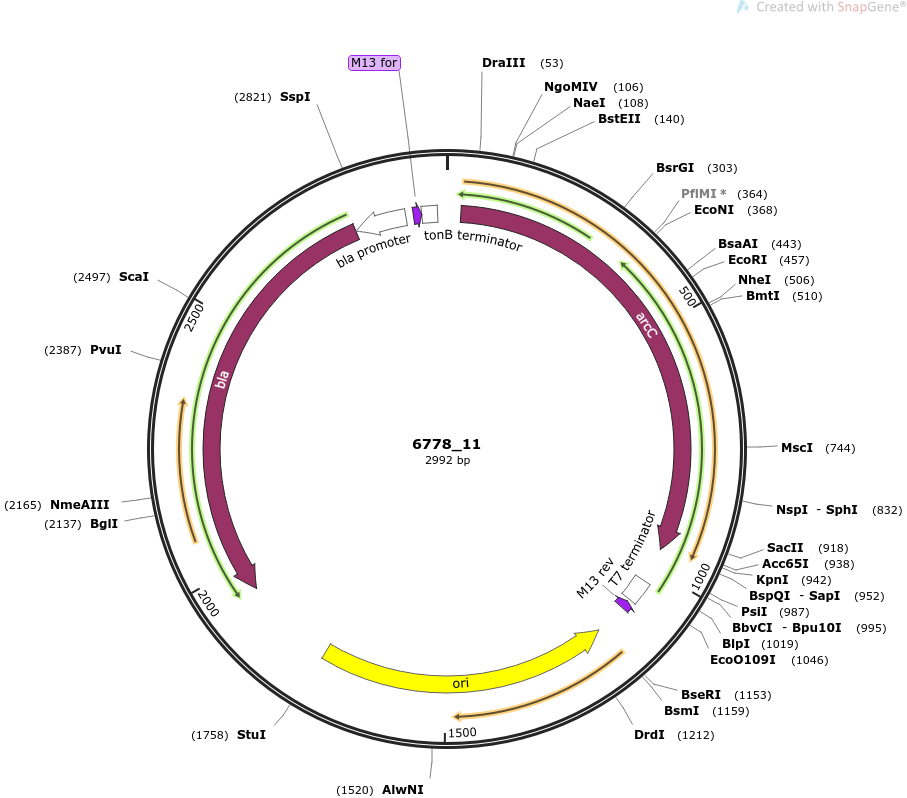 Created with SnapGene®
M13 for
DraIII (53)
NgoMIV (106)
NaeI (108)
BstEII (140)
(2821) SspI
BsrGI (303)
PflMI * (364)
EcoNI (368)
bla promoter
tonB terminator
BsaAI (443)
EcoRI (457)
NheI (506)
BmtI (510)
500
arcC
(2497) ScaI
2500
(2387) PvuI
bla
6778_11
2992 bp
MscI (744)
(2165) NmeAIII
(2137) BglI
NspI - SphI (832)
T7 terminator
M13 rev
SacII (918)
Acc65I (938)
KpnI (942)
BspQI - SapI (952)
PsiI (987)
BbvCI - Bpu10I (995)
BlpI (1019)
EcoO109I (1046)
1000
2000
ori
BseRI (1153)
BsmI (1159)
DrdI (1212)
(1758) StuI
1500
(1520) AlwNI